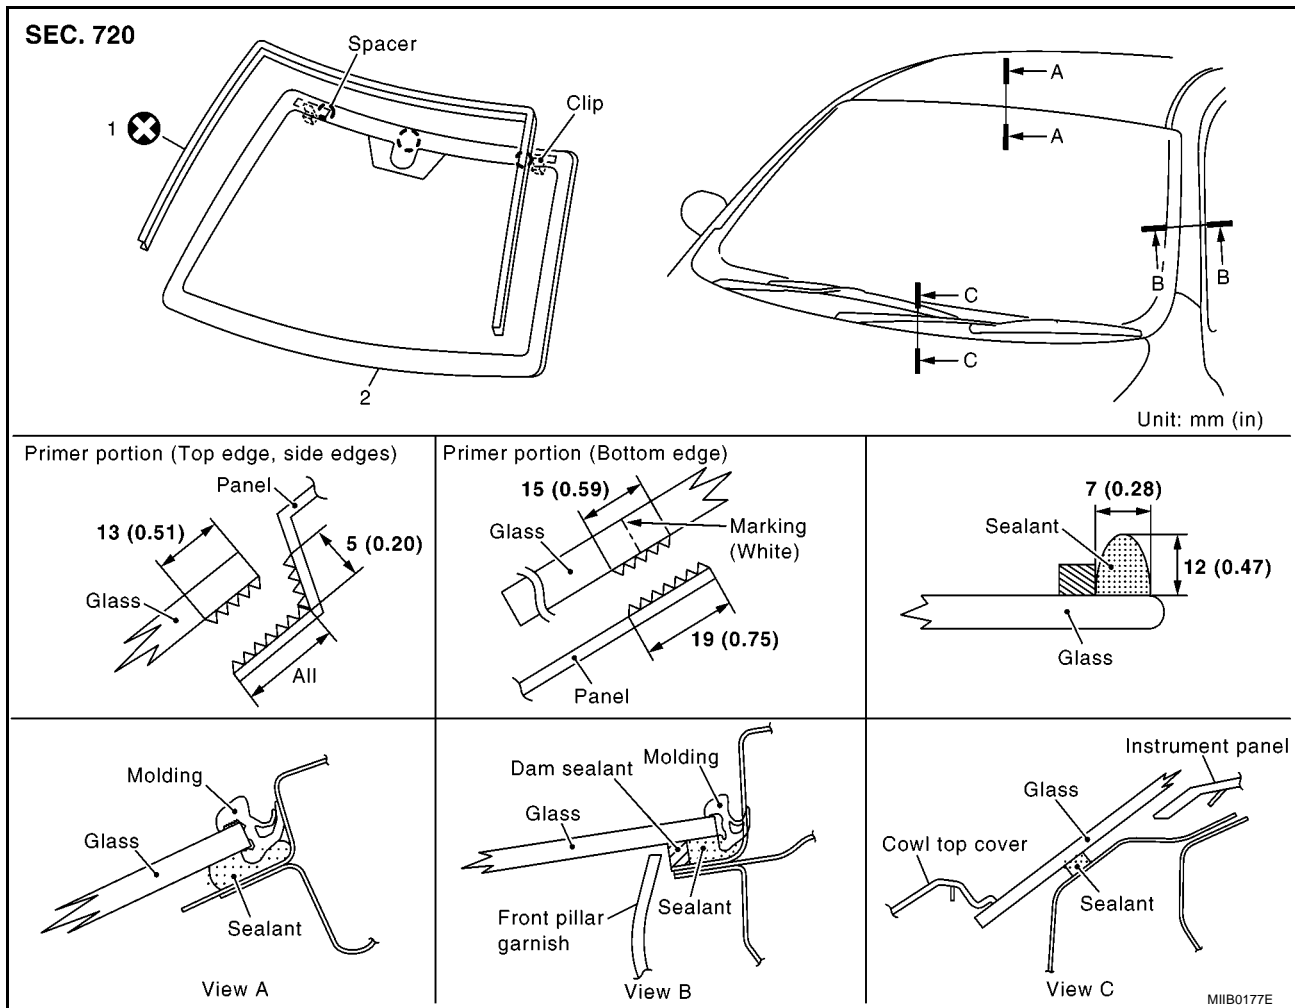 SEC. 720
Spacer
Clip
1
2
A
A
B
B
C
C
Unit: mm (in)
Primer portion (Top edge, side edges)
Panel
13 (0.51)
5 (0.20)
Glass
All
Primer portion (Bottom edge)
15 (0.59)
Glass
Marking
(White)
19 (0.75)
Panel
7 (0.28)
Sealant
12 (0.47)
Glass
Molding
Glass
Sealant
View A
Dam sealant
Molding
Glass
Front pillar
garnish
Sealant
View B
Instrument panel
Glass
Cowl top cover
Sealant
View C
MIIB0177E